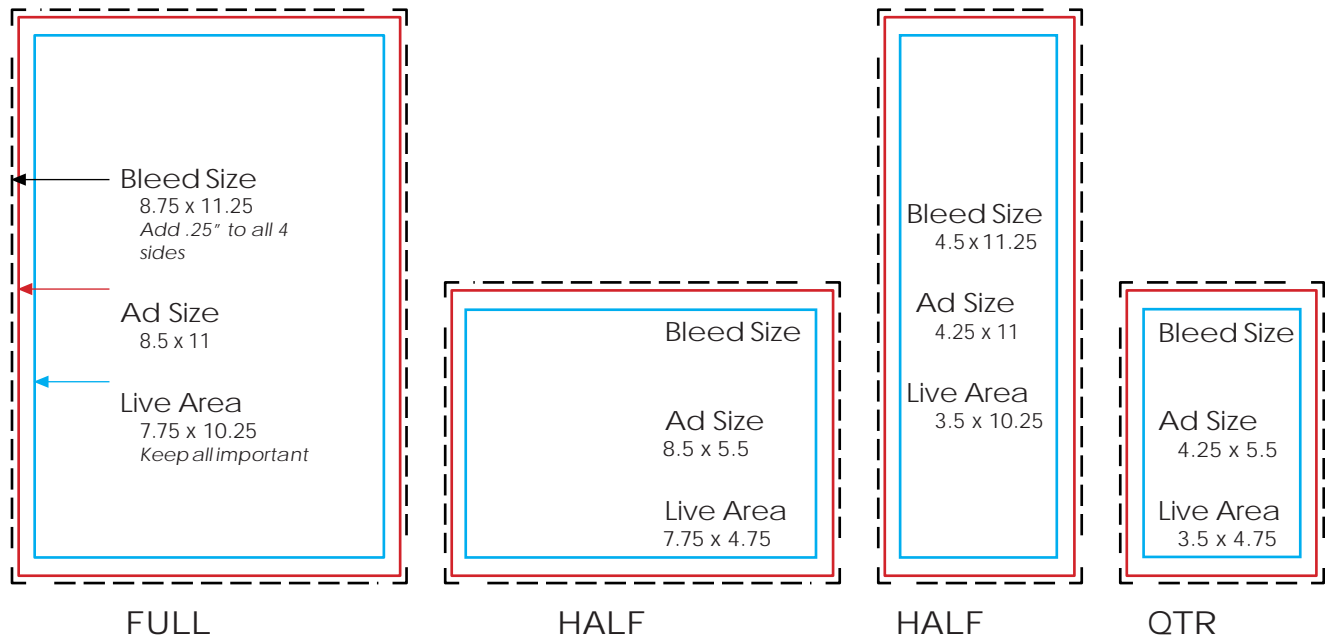 Bleed Size
8.75 x 11.25
Add .25" to all 4
sides
Ad Size
8.5 x 11
Live Area
7.75 x 10.25
Keep all important
FULL
Bleed Size
Ad Size
8.5 x 5.5
Live Area
7.75 x 4.75
HALF
Bleed Size
4.5 x 11.25
Ad Size
4.25 x 11
Live Area
3.5 x 10.25
HALF
Bleed Size
Ad Size
4.25 x 5.5
Live Area
3.5 x 4.75
QTR